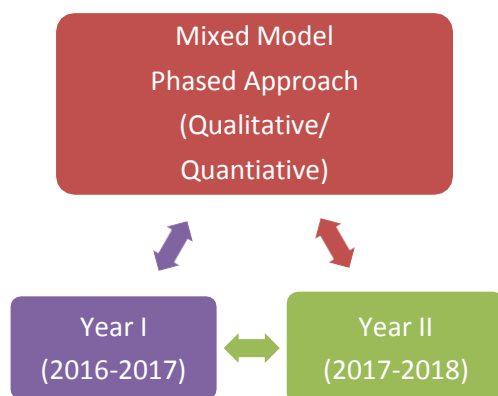 Mixed Model
Phased Approach
(Qualitative/
Quantiative)
Year I
(2016-2017)
Year II
(2017-2018)